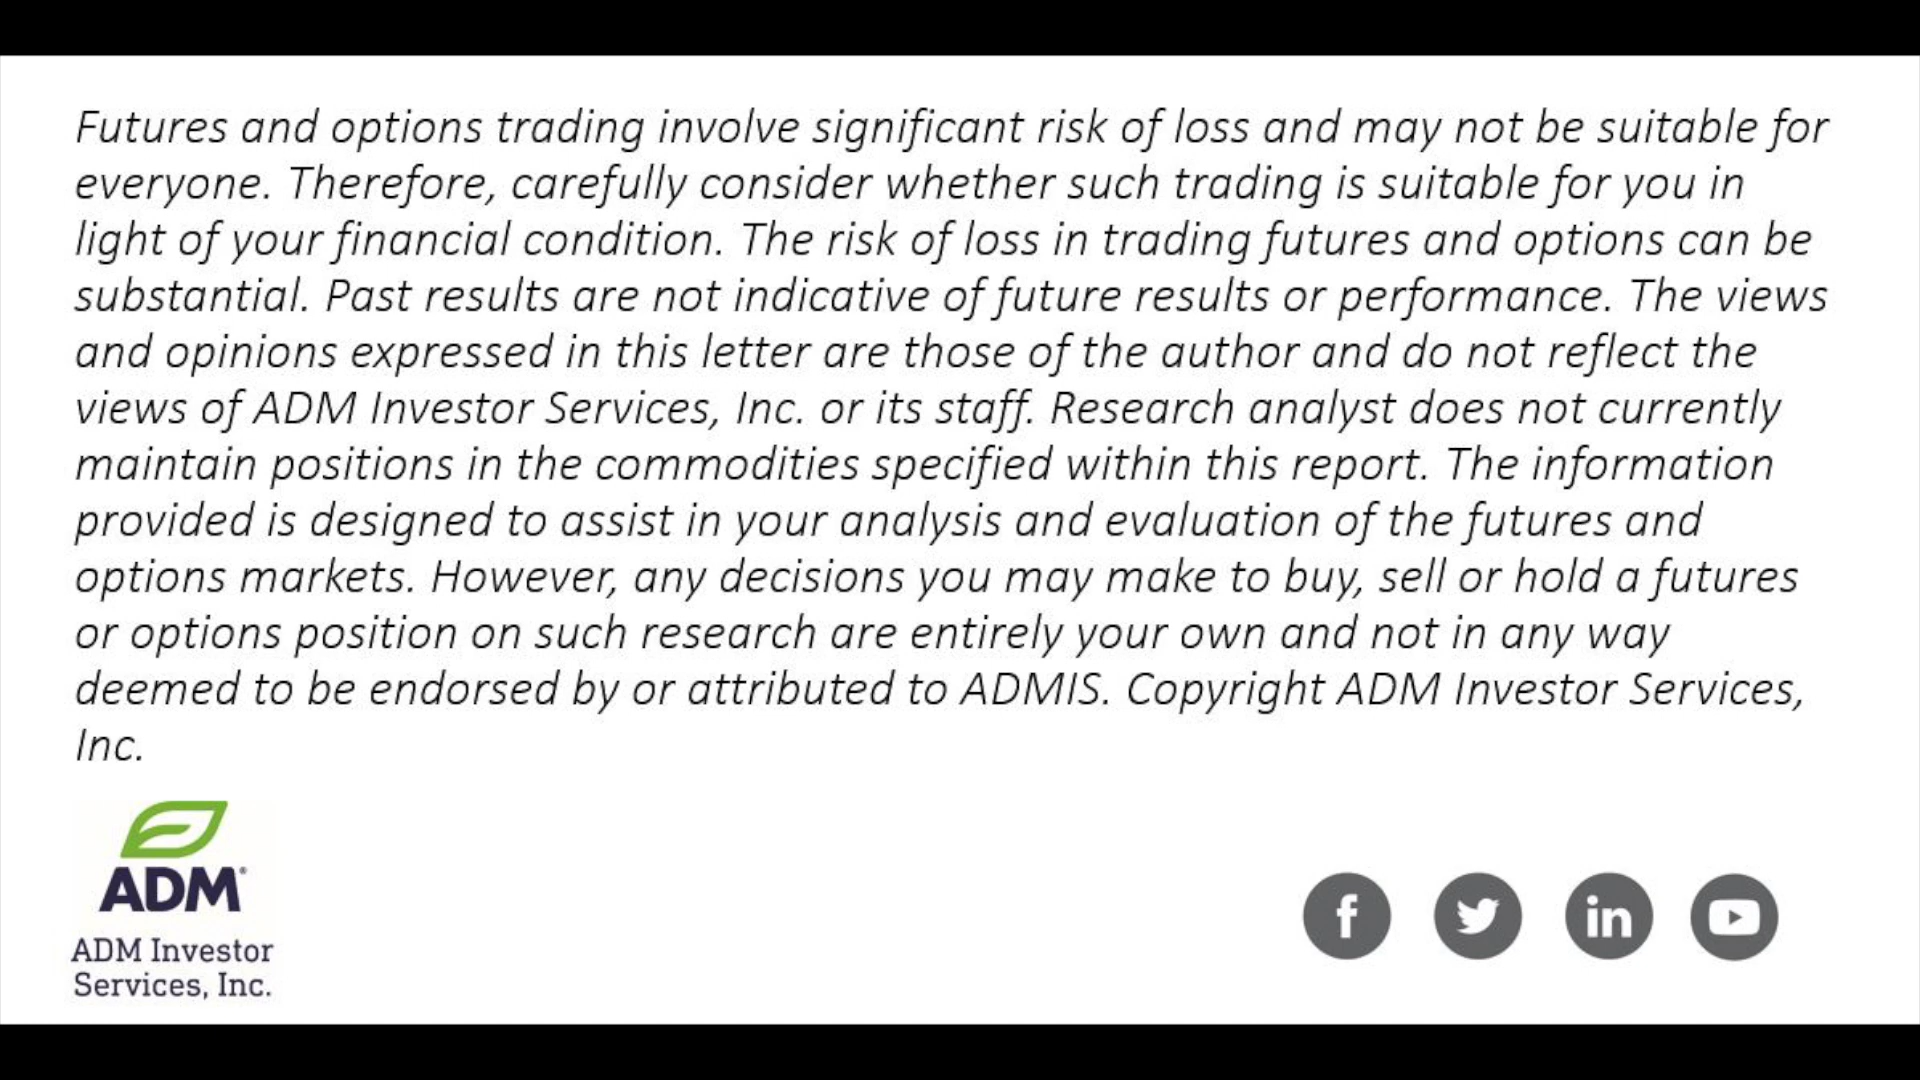 Futures and options trading involve significant risk of loss and may not be suitable for
everyone. Therefore, carefully consider whether such trading is suitable for you in
light of your financial condition. The risk of loss in trading futures and options can be
substantial. Past results are not indicative of future results or performance. The views
and opinions expressed in this letter are those of the author and do not reflect the
views of ADM Investor Services, Inc. or its staff. Research analyst does not currently
maintain positions in the commodities specified within this report. The information
provided is designed to assist in your analysis and evaluation of the futures and
options markets. However, any decisions you may make to buy, sell or hold a futures
or options position on such research are entirely your own and not in any way
deemed to be endorsed by or attributed to ADMIS. Copyright ADM Investor Services,
Inc.
ADM®
ADM Investor
Services, Inc.
f
in